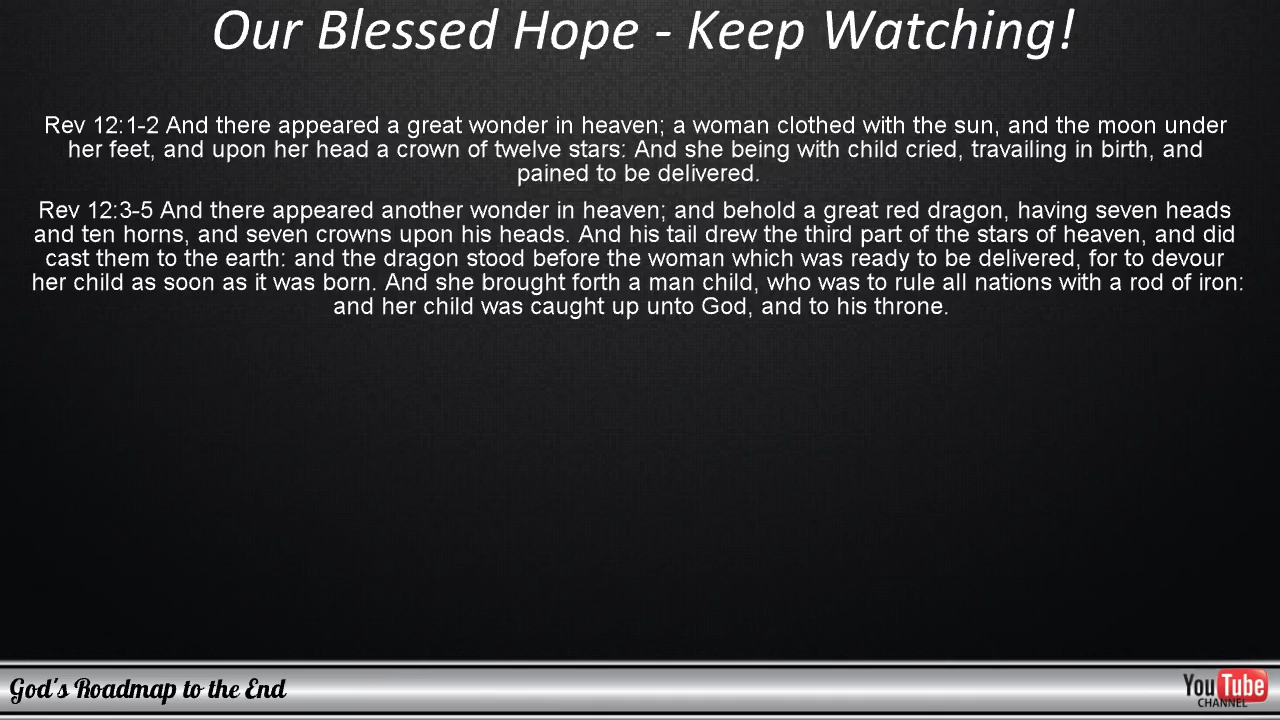 Our Blessed Hope - Keep Watching!
Rev 12:1-2 And there appeared a great wonder in heaven; a woman clothed with the sun, and the moon under
her feet, and upon her head a crown of twelve stars: And she being with child cried, travailing in birth, and
pained to be delivered.
Rev 12:3-5 And there appeared another wonder in heaven; and behold a great red dragon, having seven heads
and ten horns, and seven crowns upon his heads. And his tail drew the third part of the stars of heaven, and did
cast them to the earth: and the dragon stood before the woman which was ready to be delivered, for to devour
her child as soon as it was born. And she brought forth a man child, who was to rule all nations with a rod of iron:
and her child was caught up unto God, and to his throne.
God's Roadmap to the End
YouTube
CHANNEL